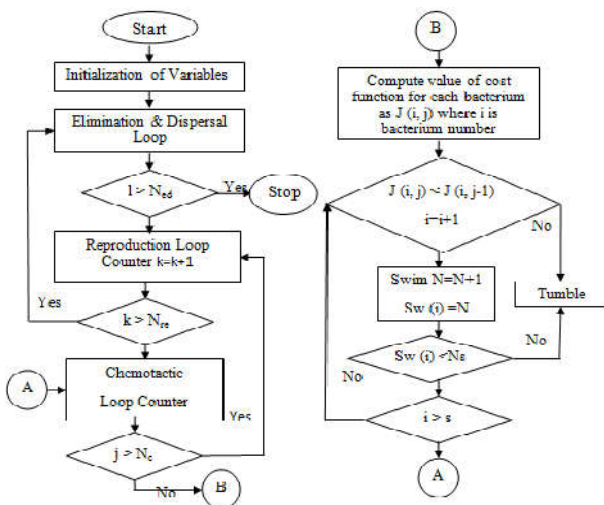 Start
Initialization of Variables
Elimination & Dispersal
Loop
l > Ned
Yes
Stop
Reproduction Loop
Counter k=k+1
Yes
k > Nre
A
Chemotactic
Loop Counter
Yes
j > Nc
No
B
B
Compute value of cost
function for each bacterium
as J (i, j) where i is
bacterium number
J (i, j) < J (i, j-1)
i=i+1
No
Swim N=N+1
Sw (i) =N
Tumble
No
Sw (i) <Ns
No
i > s
A